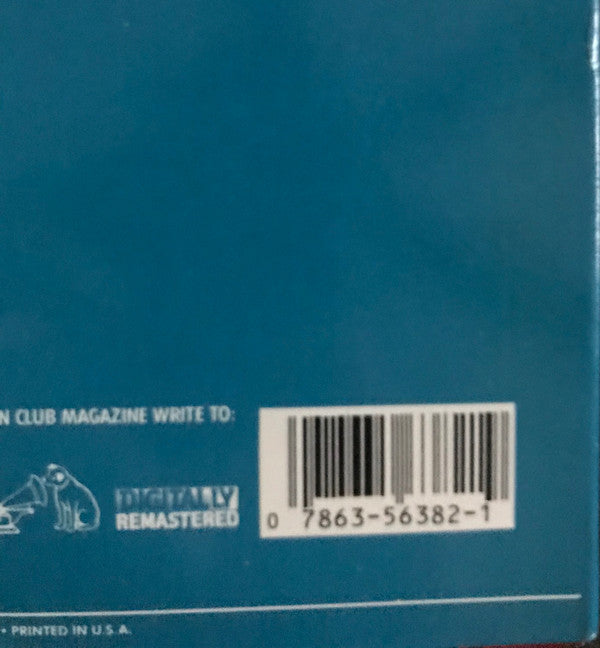 N CLUB MAGAZINE WRITE TO:
DIGITALLY
REMASTERED
0 7863-56382-1
• PRINTED IN U.S.A.